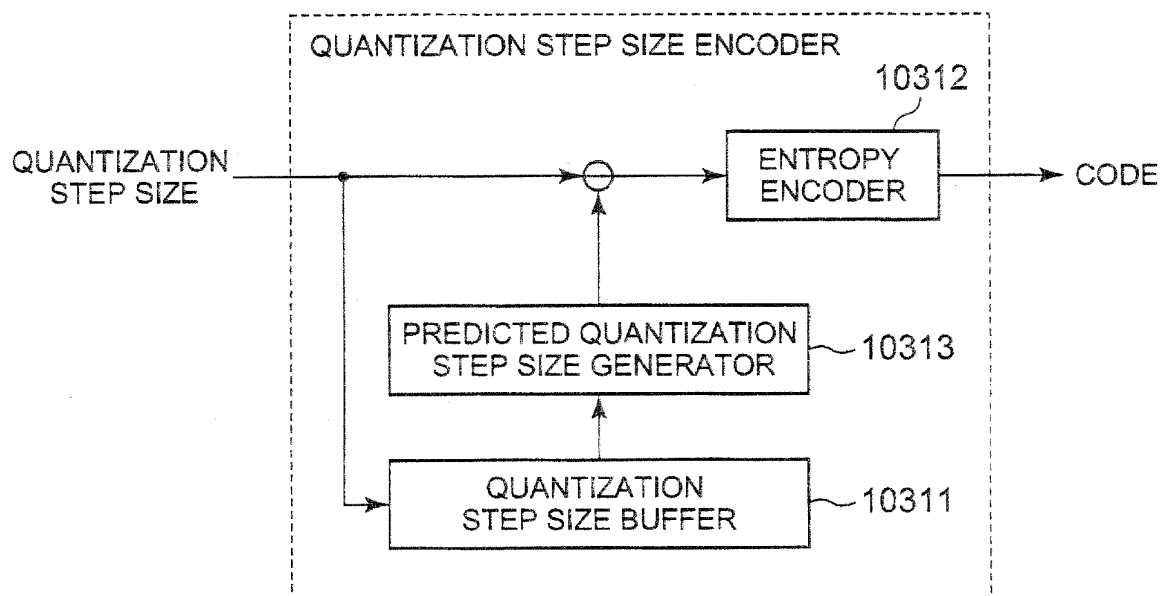 QUANTIZATION STEP SIZE ENCODER
10312
QUANTIZATION
STEP SIZE
ENTROPY
ENCODER
CODE
PREDICTED QUANTIZATION
STEP SIZE GENERATOR
10313
QUANTIZATION
STEP SIZE BUFFER
10311